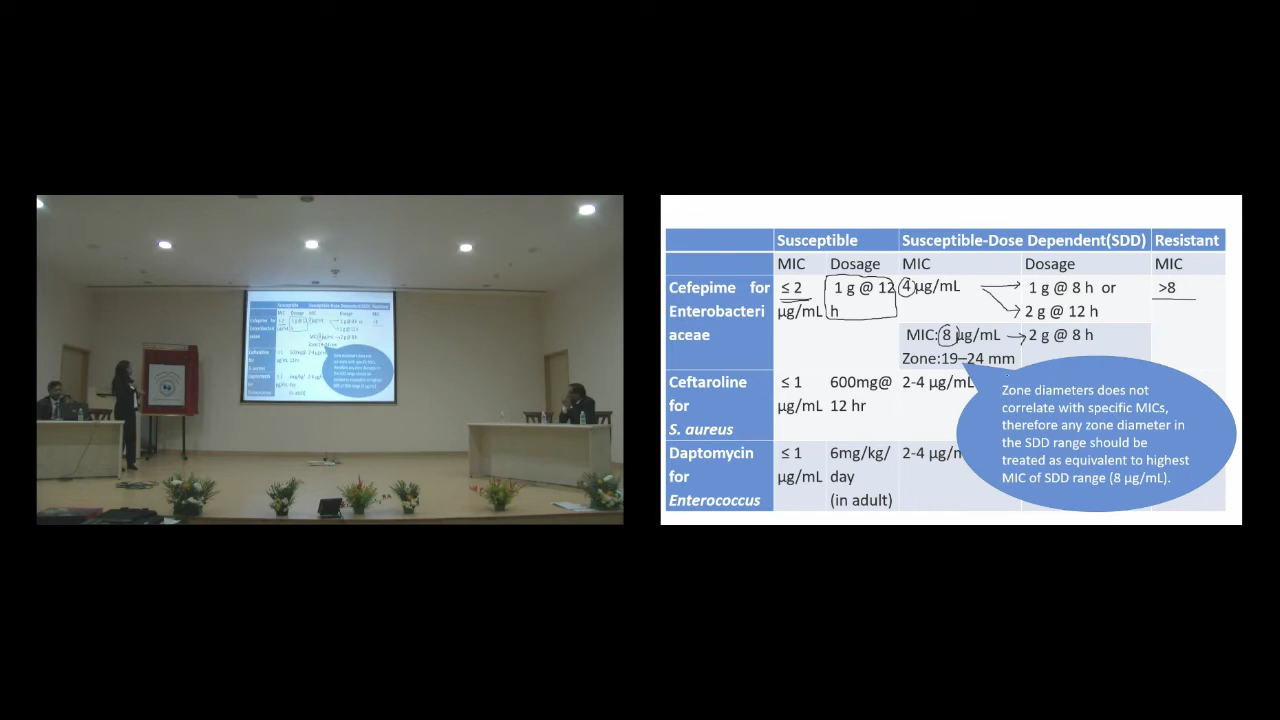 Susceptible Susceptible-Dose Dependent(SDD) Resistant
MIC Dosage MIC Dosage MIC
Cefepime for Enterobacteri aceae
≤ 2 µg/mL
1 g @ 12 h
4 µg/mL
1 g @ 8 h or
2 g @ 12 h
>8
MIC: 8 µg/mL
2 g @ 8 h
Zone:19–24 mm
Ceftaroline
for
S. aureus
≤ 1
µg/mL
600mg@
12 hr
2-4 µg/mL
Daptomycin
for
Enterococcus
≤ 1
µg/mL
6mg/kg/
day
(in adult)
2-4 µg/
Zone diameters does not
correlate with specific MICs,
therefore any zone diameter in
the SDD range should be
treated as equivalent to highest
MIC of SDD range (8 µg/mL).